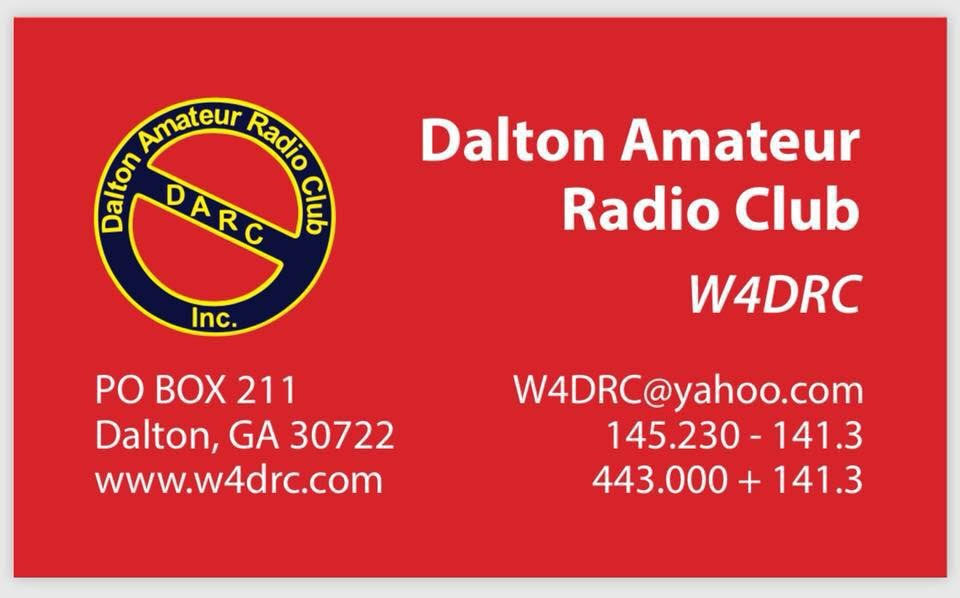 Dalton Amateur Radio Club
DARC
Inc.
Dalton Amateur
Radio Club
W4DRC
PO BOX 211
Dalton, GA 30722
www.w4drc.com
W4DRC@yahoo.com
145.230 - 141.3
443.000 + 141.3